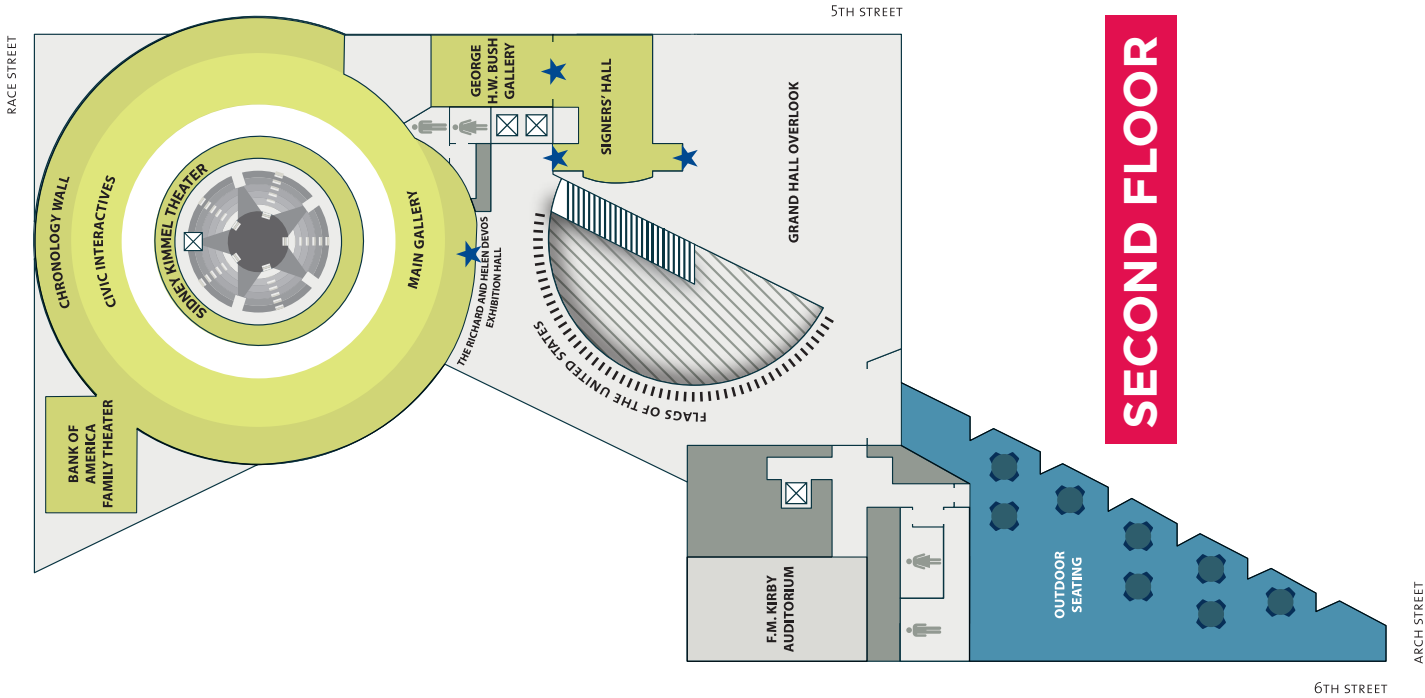 5TH STREET
RACE STREET
SECOND FLOOR
GEORGE
H.W. BUSH
GALLERY
SIGNERS' HALL
GRAND HALL OVERLOOK
CHRONOLOGY WALL
CIVIC INTERACTIVES
SIDNEY KIMMEL THEATER
MAIN GALLERY
THE RICHARD AND HELEN DEVOS
EXHIBITION HALL
FLAGS OF THE UNITED STATES
BANK OF
AMERICA
FAMILY THEATER
F.M. KIRBY
AUDITORIUM
OUTDOOR
SEATING
ARCH STREET
6TH STREET